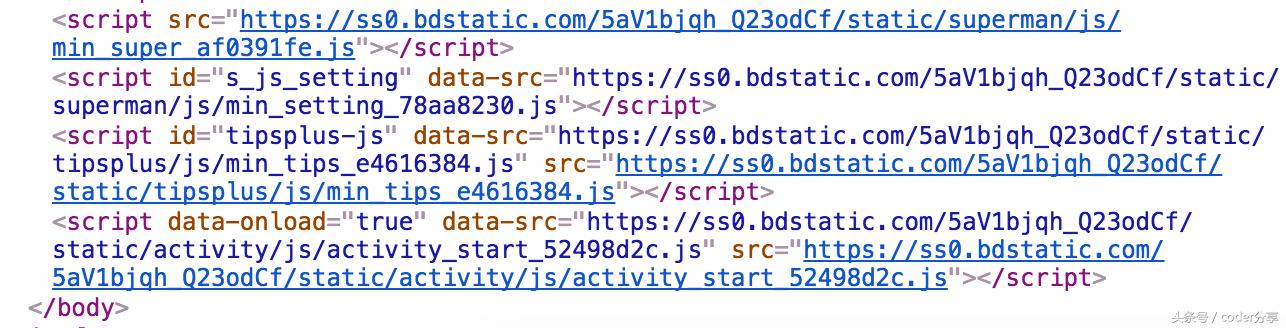 <script src="https://ss0.bdstatic.com/5aV1bjqh_Q23odCf/static/superman/js/
min_super_af0391fe.js"></script>
<script id="s_js_setting" data-src="https://ss0.bdstatic.com/5aV1bjqh_Q23odCf/static/
superman/js/min_setting_78aa8230.js"></script>
<script id="tipsplus-js" data-src="https://ss0.bdstatic.com/5aV1bjqh_Q23odCf/static/
tipsplus/js/min_tips_e4616384.js" src="https://ss0.bdstatic.com/5aV1bjqh_Q23odCf/
static/tipsplus/js/min_tips_e4616384.js"></script>
<script data-onload="true" data-src="https://ss0.bdstatic.com/5aV1bjqh_Q23odCf/
static/activity/js/activity_start_52498d2c.js" src="https://ss0.bdstatic.com/
5aV1bjqh_Q23odCf/static/activity/js/activity_start_52498d2c.js"></script>
</body>
头条号 / coder分享